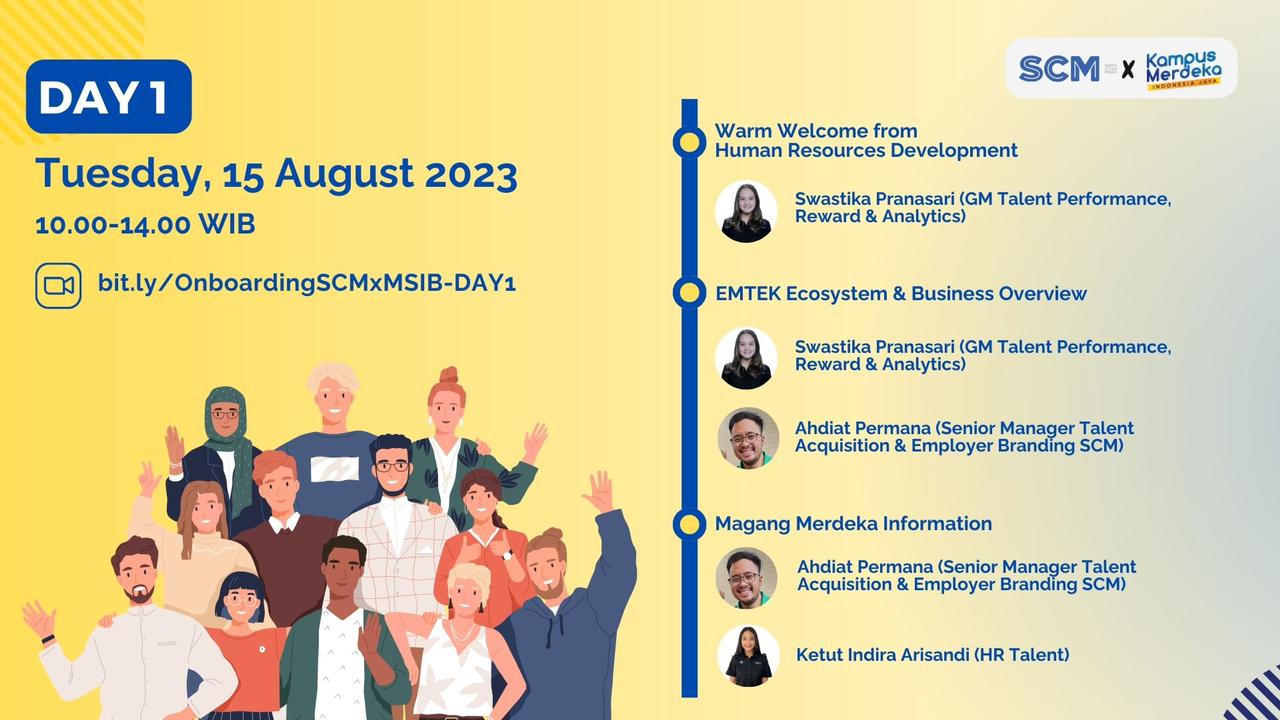 DAY 1
Tuesday, 15 August 2023
10.00-14.00 WIB
bit.ly/OnboardingSCMxMSIB-DAY1
SCM X Kampus
Merdeka
INDONESIA JAYA
Warm Welcome from
Human Resources Development
Swastika Pranasari (GM Talent Performance,
Reward & Analytics)
EMTEK Ecosystem & Business Overview
Swastika Pranasari (GM Talent Performance,
Reward & Analytics)
Ahdiat Permana (Senior Manager Talent
Acquisition & Employer Branding SCM)
Magang Merdeka Information
Ahdiat Permana (Senior Manager Talent
Acquisition & Employer Branding SCM)
Ketut Indira Arisandi (HR Talent)